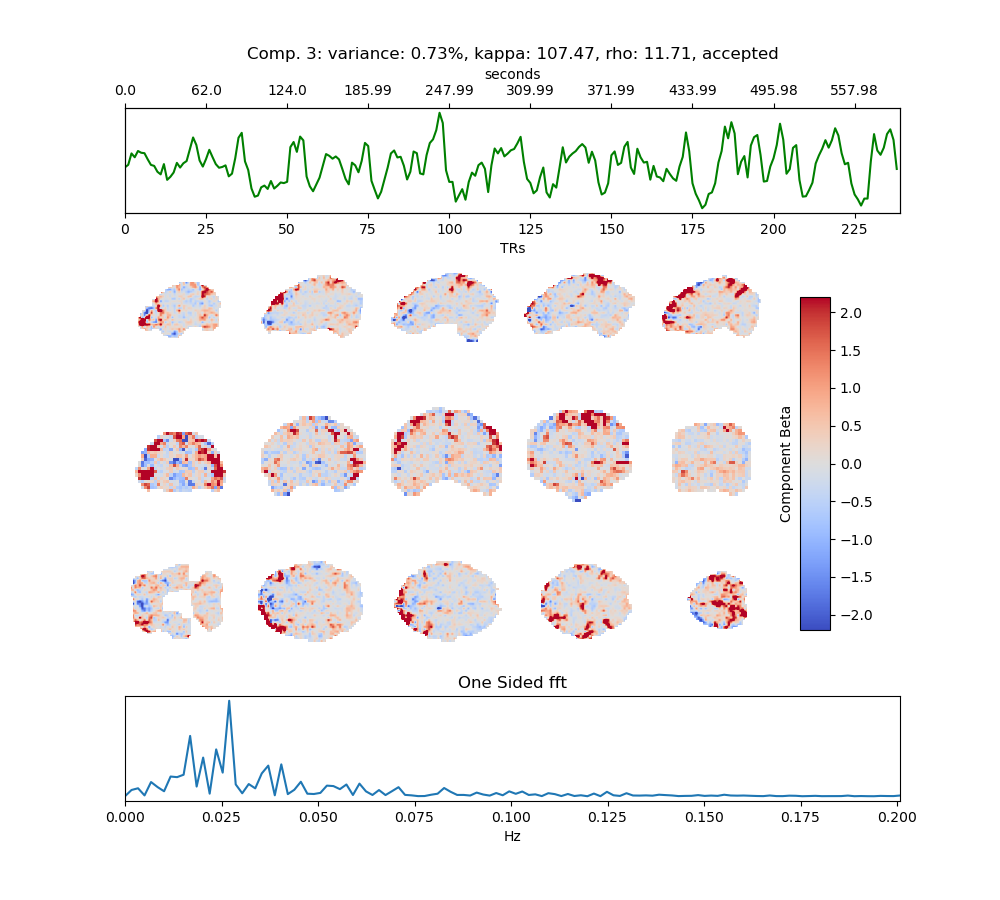 Comp. 3: variance: 0.73%, kappa: 107.47, rho: 11.71, accepted
seconds
0.0 62.0 124.0 185.99 247.99 309.99 371.99 433.99 495.98 557.98
0 25 50 75 100 125 150 175 200 225
TRs
2.0
1.5
1.0
0.5
0.0
−0.5
−1.0
−1.5
−2.0
Component Beta
One Sided fft
0.000 0.025 0.050 0.075 0.100 0.125 0.150 0.175 0.200
Hz